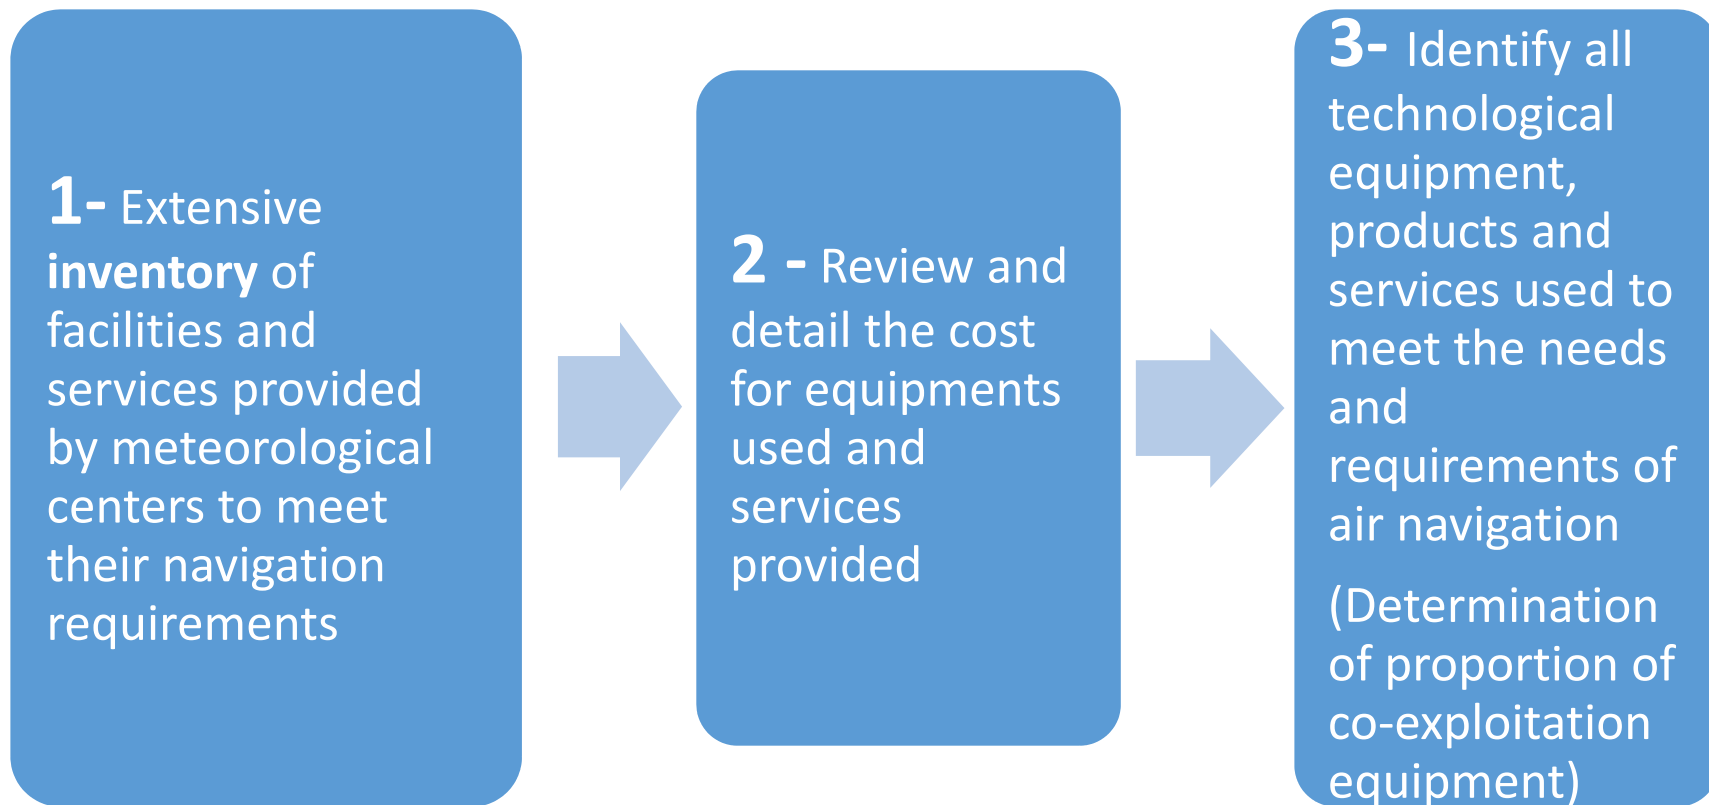 1- Extensive
inventory of
facilities and
services provided
by meteorological
centers to meet
their navigation
requirements
2 - Review and
detail the cost
for equipments
used and
services
provided
3- Identify all
technological
equipment,
products and
services used to
meet the needs
and
requirements of
air navigation
(Determination
of proportion of
co-exploitation
equipment)